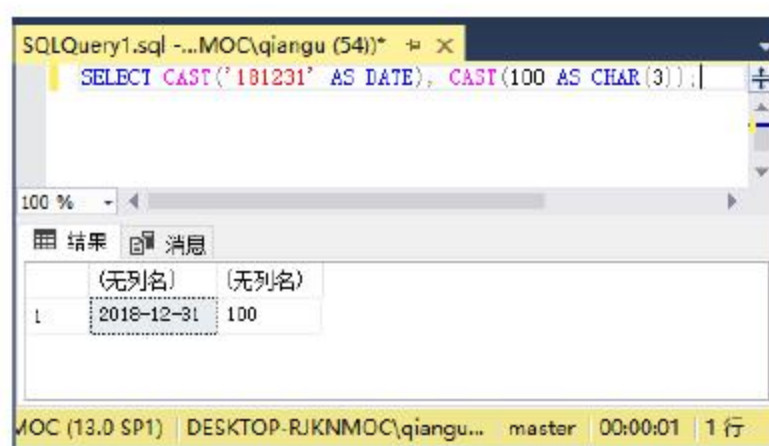 SQLQuery1.sql -...MOC\qiangu (54))*
SELECT CAST('181231' AS DATE), CAST(100 AS CHAR(3));
100 %
结果 消息
(无列名) (无列名)
1 2018-12-31 100
MOC (13.0 SP1) DESKTOP-RJKNMOC\qiangu... master 00:00:01 1 行